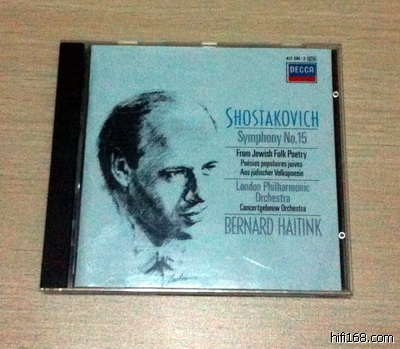 DECCA
SHOSTAKOVICH
Symphony No.15
From Jewish Folk Poetry
Poésies populaires juives
Aus jüdischer Volkspoesie
London Philharmonic
Orchestra
Concertgebouw Orchestra
BERNARD HAITINK
hifi168.com